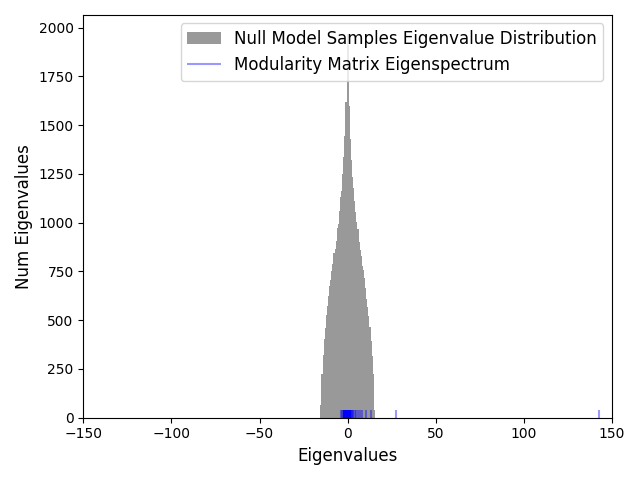 Null Model Samples Eigenvalue Distribution
Modularity Matrix Eigenspectrum
Num Eigenvalues
2000
1750
1500
1250
1000
750
500
250
0
−150 −100 −50 0 50 100 150
Eigenvalues